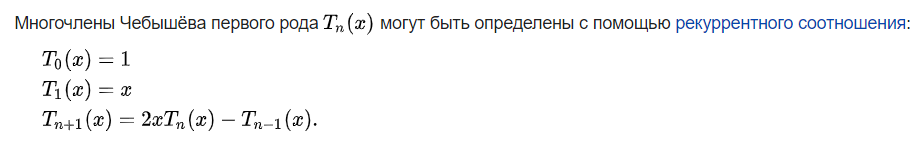 Многочлены Чебышёва первого рода Tₙ(x) могут быть определены с помощью рекуррентного соотношения:
T₀(x) = 1
T₁(x) = x
Tₙ₊₁(x) = 2xTₙ(x) − Tₙ₋₁(x).